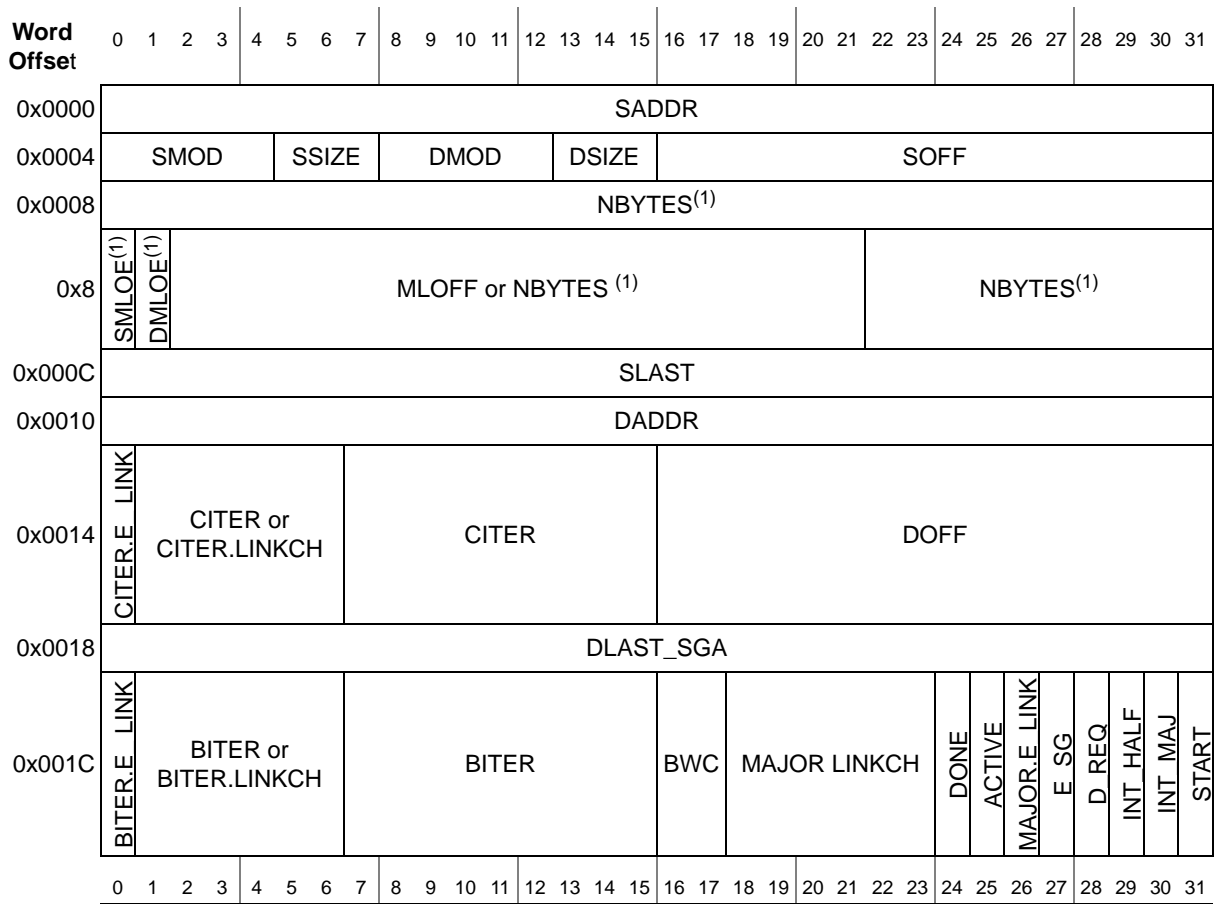 Word Offset
0 1 2 3 4 5 6 7 8 9 10 11 12 13 14 15 16 17 18 19 20 21 22 23 24 25 26 27 28 29 30 31
0x0000 SADDR
0x0004 SMOD SSIZE DMOD DSIZE SOFF
0x0008 NBYTES(1)
0x8 SMLOE(1) DMLOE(1) MLOFF or NBYTES (1) NBYTES(1)
0x000C SLAST
0x0010 DADDR
0x0014 CITER.E LINK CITER or CITER.LINKCH CITER DOFF
0x0018 DLAST_SGA
0x001C BITER.E LINK BITER or BITER.LINKCH BITER BWC MAJOR LINKCH DONE ACTIVE MAJOR.E LINK E SG D_REQ INT_HALF INT MAJ START
0 1 2 3 4 5 6 7 8 9 10 11 12 13 14 15 16 17 18 19 20 21 22 23 24 25 26 27 28 29 30 31